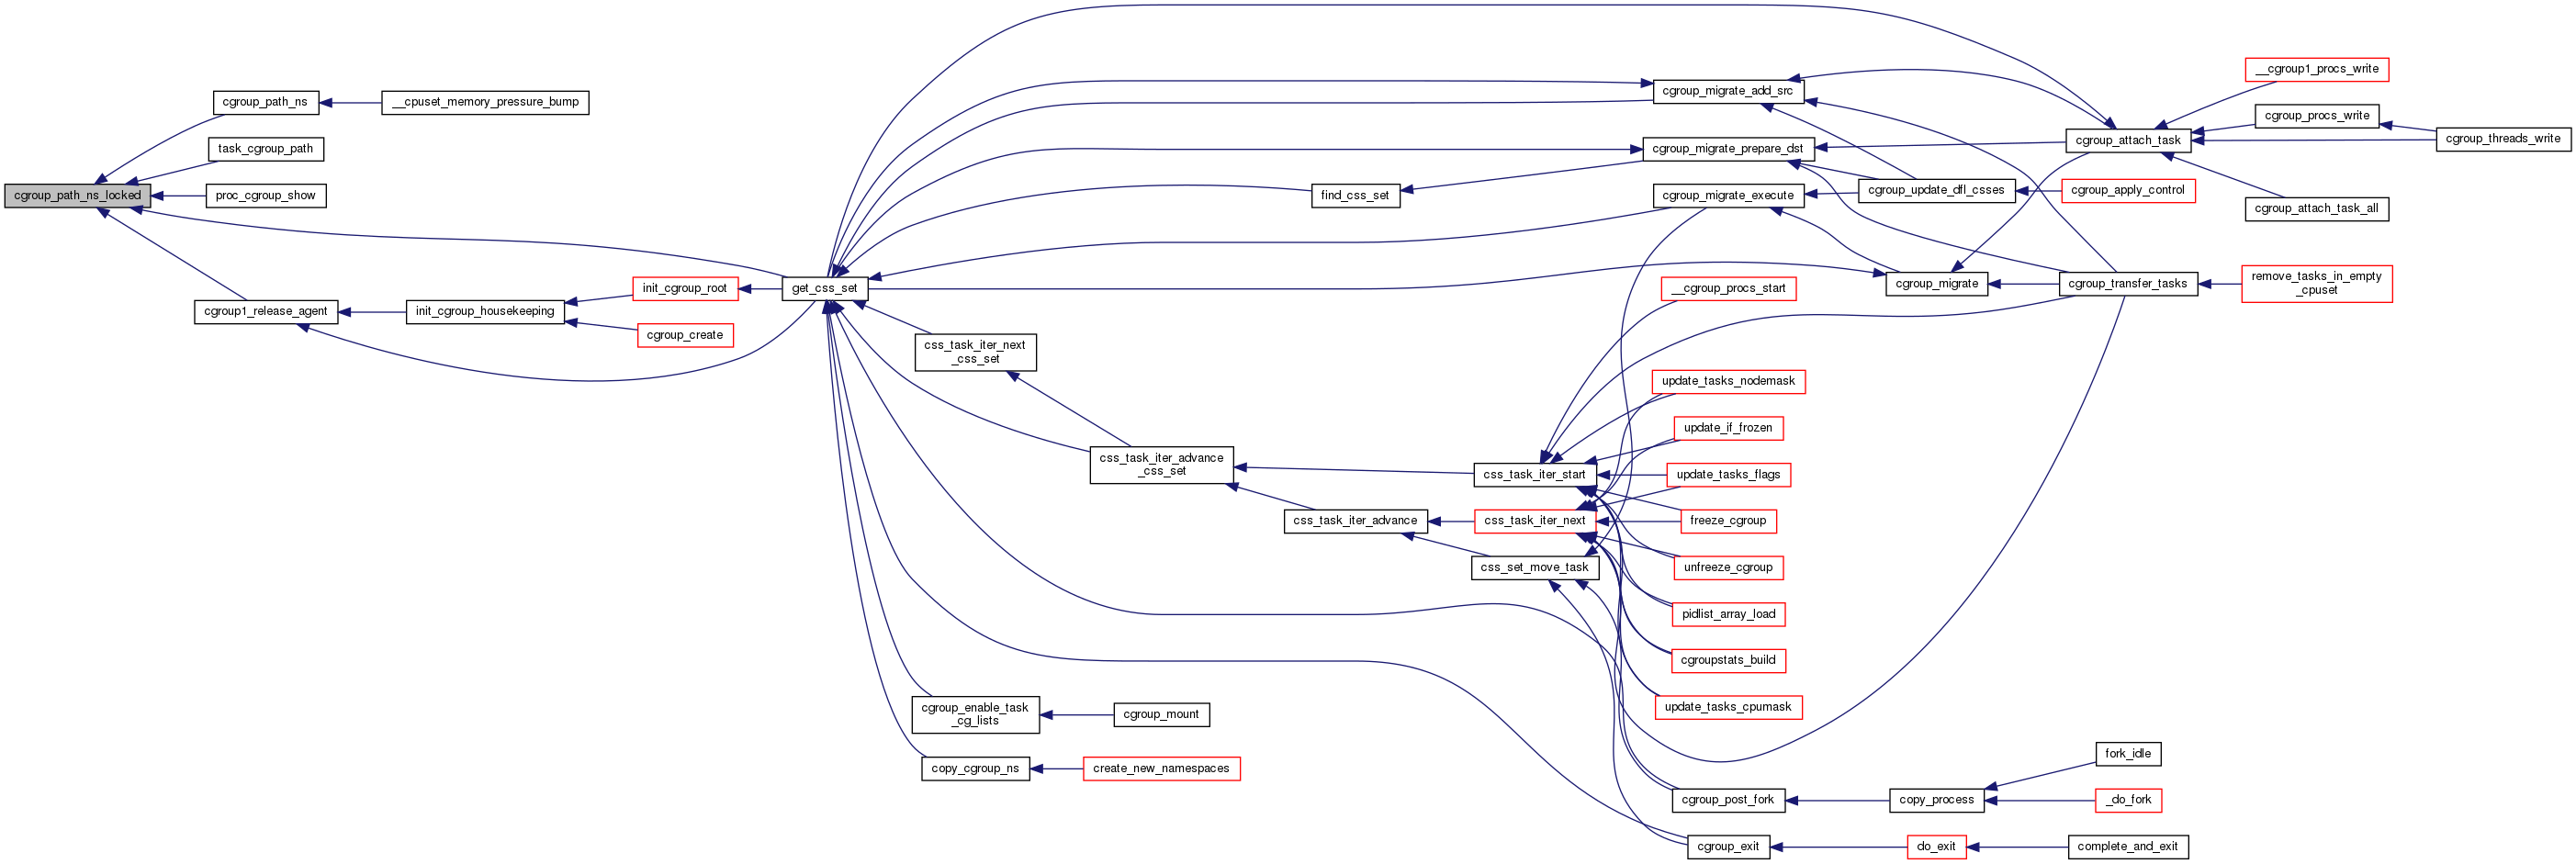 cgroup_path_ns_locked
cgroup_path_ns
__cpuset_memory_pressure_bump
task_cgroup_path
proc_cgroup_show
cgroup1_release_agent
init_cgroup_housekeeping
init_cgroup_root
cgroup_create
get_css_set
css_task_iter_next
_css_set
css_task_iter_advance
_css_set
cgroup_enable_task
_cg_lists
cgroup_mount
copy_cgroup_ns
create_new_namespaces
css_task_iter_advance
find_css_set
css_task_iter_start
css_task_iter_next
css_set_move_task
cgroup_migrate_add_src
cgroup_migrate_prepare_dst
cgroup_migrate_execute
__cgroup_procs_start
update_tasks_nodemask
update_if_frozen
update_tasks_flags
freeze_cgroup
unfreeze_cgroup
pidlist_array_load
cgroupstats_build
update_tasks_cpumask
cgroup_post_fork
cgroup_exit
cgroup_update_dfl_csses
cgroup_migrate
copy_process
do_exit
cgroup_attach_task
cgroup_apply_control
cgroup_transfer_tasks
fork_idle
_do_fork
complete_and_exit
__cgroup1_procs_write
cgroup_procs_write
cgroup_threads_write
cgroup_attach_task_all
remove_tasks_in_empty
_cpuset